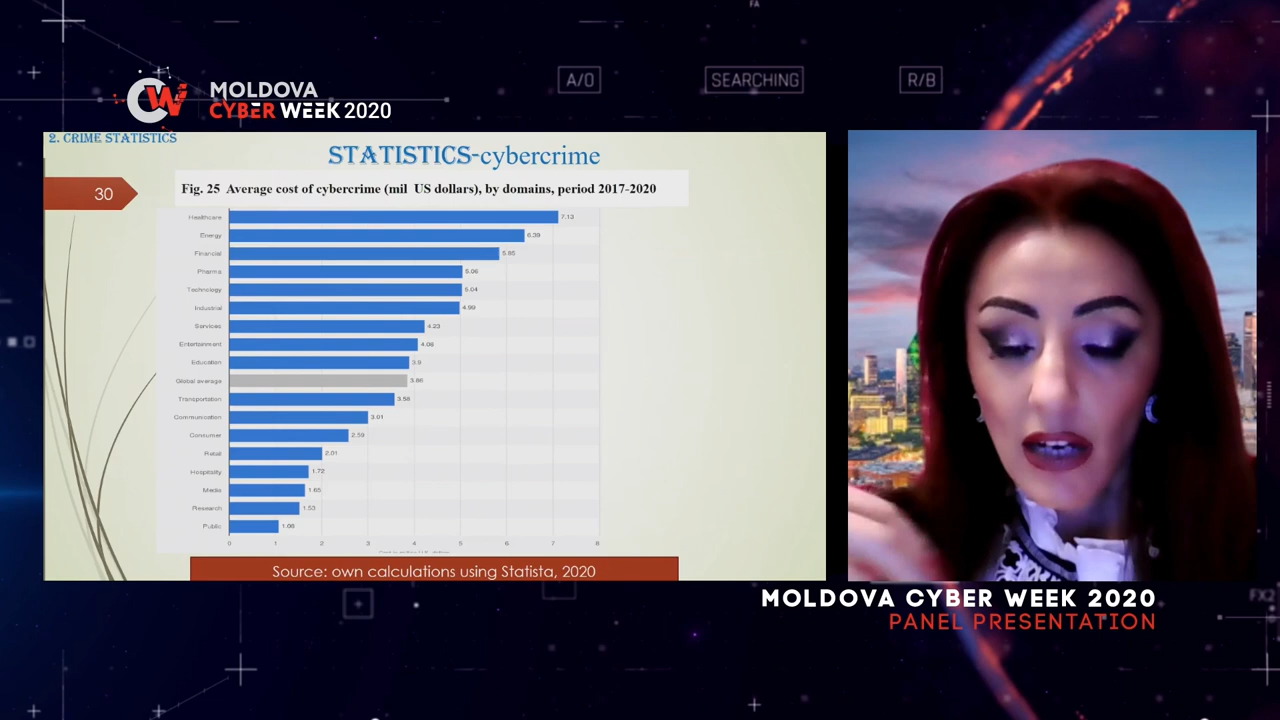 FA
A/O
SEARCHING
R/B
CW
MOLDOVA
CYBER WEEK 2020
2. CRIME STATISTICS
STATISTICS-cybercrime
30
Fig. 25 Average cost of cybercrime (mil US dollars), by domains, period 2017-2020
Healthcare 7.13
Energy 6.39
Financial 5.85
Pharma 5.06
Technology 5.04
Industrial 4.99
Services 4.23
Entertainment 4.08
Education 3.9
Global average 3.86
Transportation 3.58
Communication 3.01
Consumer 2.59
Retail 2.01
Hospitality 1.72
Media 1.65
Research 1.53
Public 1.08
0 1 2 3 4 5 6 7 8
Source: own calculations using Statista, 2020
MOLDOVA CYBER WEEK 2020
PANEL PRESENTATION
FX2